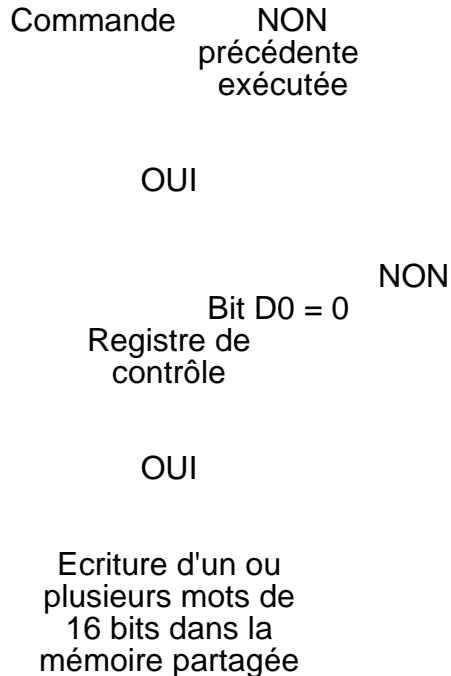 Commande NON
précédente
exécutée
OUI
NON
Bit D0 = 0
Registre de
contrôle
OUI
Ecriture d'un ou
plusieurs mots de
16 bits dans la
mémoire partagée